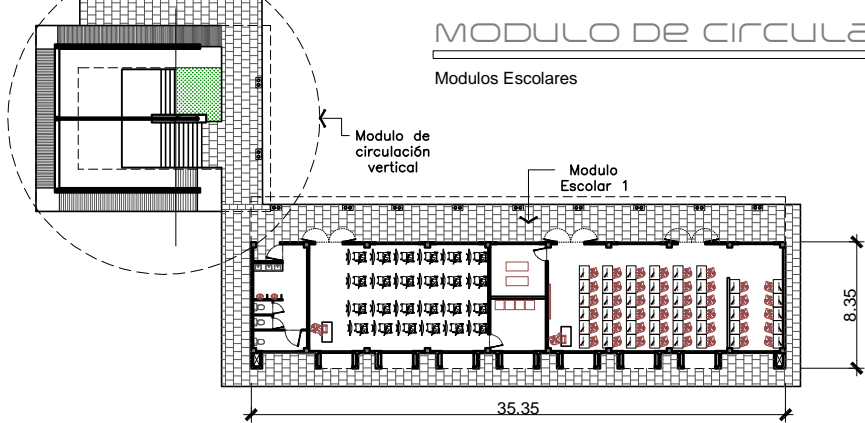 MODULO De CIRCULA
Modulos Escolares
Modulo de
circulación
vertical
Modulo
Escolar 1
8.35
35.35